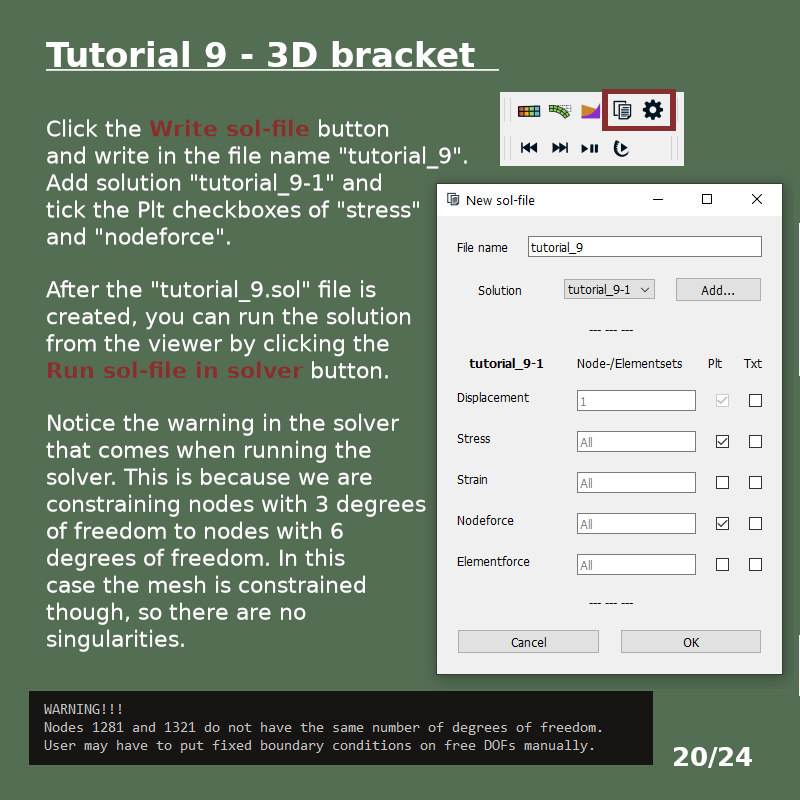 Tutorial 9 - 3D bracket
Click the Write sol-file button
and write in the file name "tutorial_9".
Add solution "tutorial_9-1" and
tick the Plt checkboxes of "stress"
and "nodeforce".
After the "tutorial_9.sol" file is
created, you can run the solution
from the viewer by clicking the
Run sol-file in solver button.
Notice the warning in the solver
that comes when running the
solver. This is because we are
constraining nodes with 3 degrees
of freedom to nodes with 6
degrees of freedom. In this
case the mesh is constrained
though, so there are no
singularities.
New sol-file
File name tutorial_9
Solution tutorial_9-1 Add...
--- --- ---
tutorial_9-1 Node-/Elementsets Plt Txt
Displacement 1
Stress All
Strain All
Nodeforce All
Elementforce All
--- --- ---
Cancel OK
WARNING!!!
Nodes 1281 and 1321 do not have the same number of degrees of freedom.
User may have to put fixed boundary conditions on free DOFs manually.
20/24